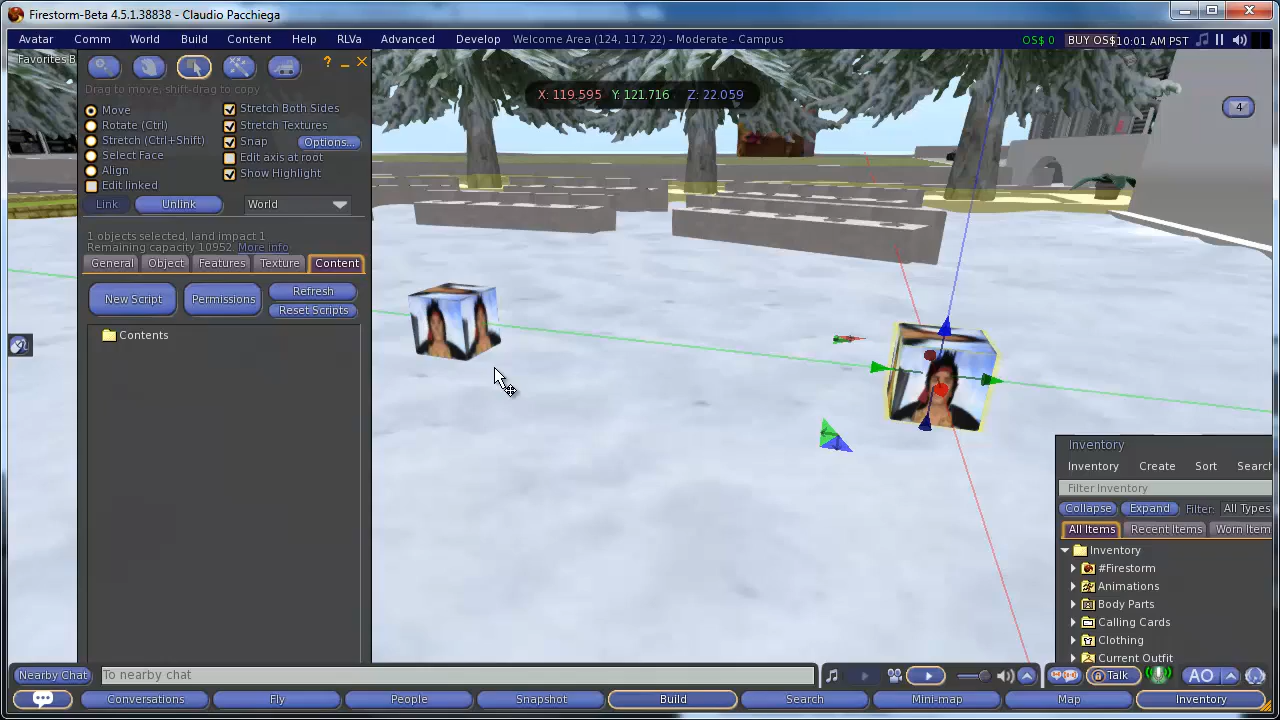 Firestorm-Beta 4.5.1.38838 - Claudio Pacchiega
Avatar Comm World Build Content Help RLVa Advanced Develop Welcome Area (124, 117, 22) - Moderate - Campus OS$ 0 BUY OS$ 10:01 AM PST
Favorites B
? _
Drag to move, shift-drag to copy
X: 119.595 Y: 121.716 Z: 22.059
4
Move
Rotate (Ctrl)
Stretch (Ctrl+Shift)
Select Face
Align
Edit linked
Stretch Both Sides
Stretch Textures
Snap Options...
Edit axis at root
Show Highlight
Link Unlink World
1 objects selected, land impact 1
Remaining capacity 10952. More info
General Object Features Texture Content
New Script Permissions Refresh
Reset Scripts
Contents
Inventory
Inventory Create Sort Search
Filter Inventory
Collapse Expand Filter: All Types
All Items Recent Items Worn Item
Inventory
#Firestorm
Animations
Body Parts
Calling Cards
Clothing
Current Outfit
Nearby Chat To nearby chat Talk AO
Conversations Fly People Snapshot Build Search Mini-map Map Inventory